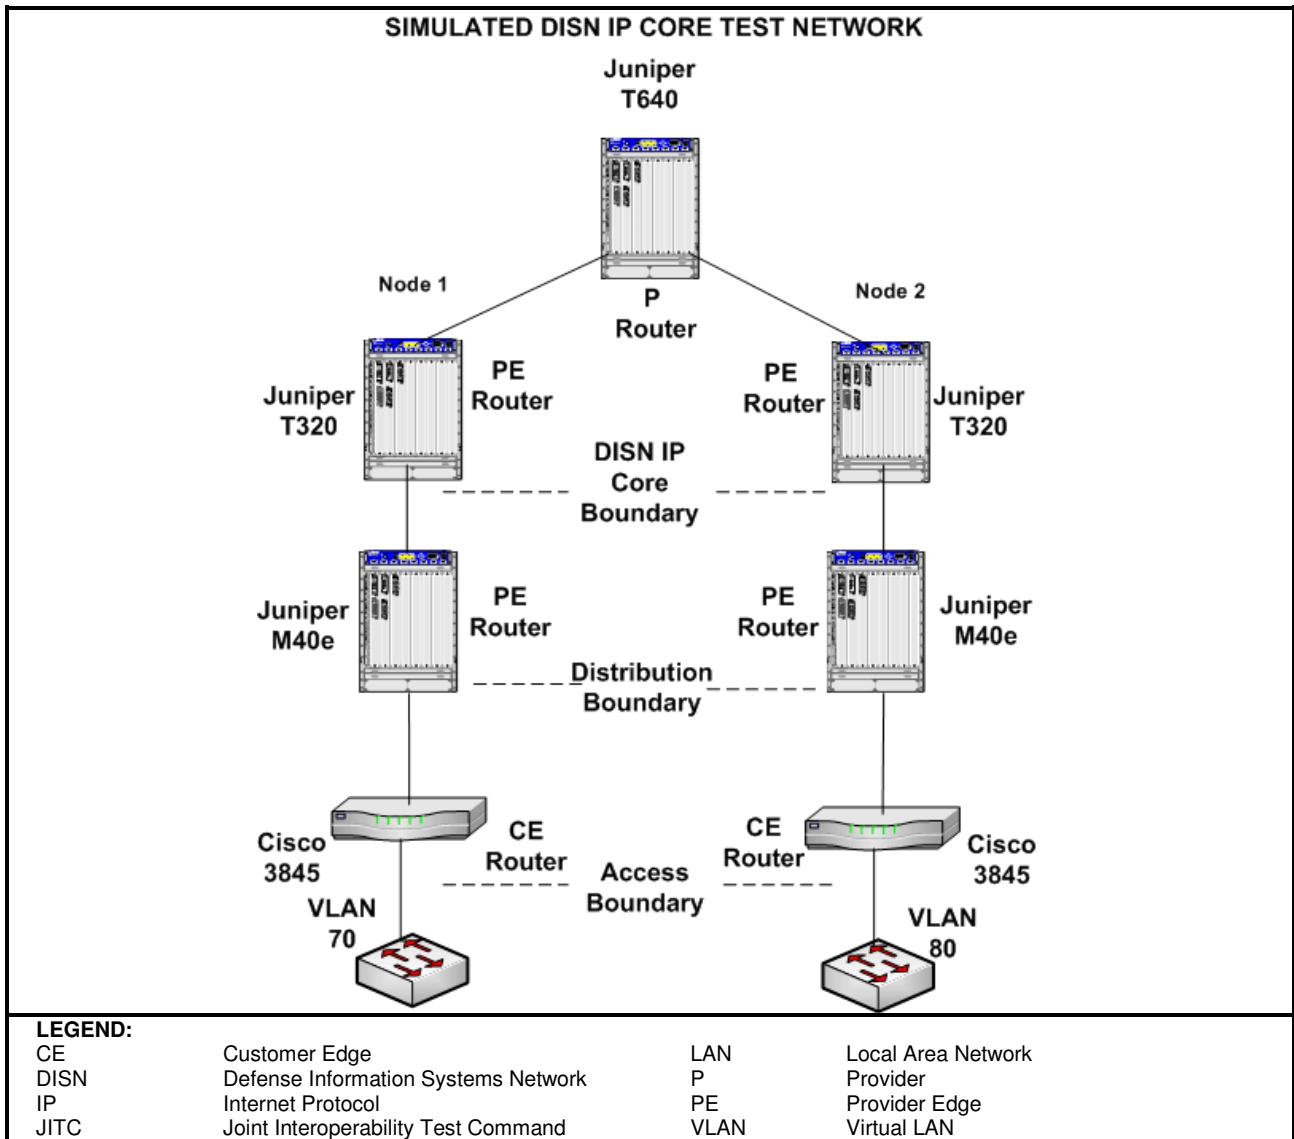 SIMULATED DISN IP CORE TEST NETWORK
Juniper
T640
Node 1
P
Router
Node 2
Juniper
T320
PE
Router
PE
Router
Juniper
T320
DISN IP
Core
Boundary
Juniper
M40e
PE
Router
PE
Router
Juniper
M40e
Distribution
Boundary
Cisco
3845
CE
Router
CE
Router
Cisco
3845
Access
Boundary
VLAN
70
VLAN
80
LEGEND:
CE Customer Edge LAN Local Area Network
DISN Defense Information Systems Network P Provider
IP Internet Protocol PE Provider Edge
JITC Joint Interoperability Test Command VLAN Virtual LAN